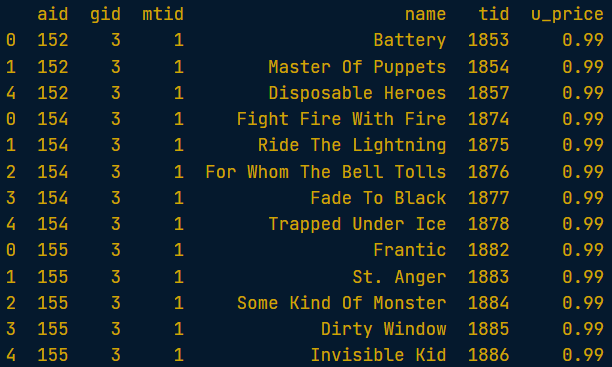 aid gid mtid name tid u_price
0 152 3 1 Battery 1853 0.99
1 152 3 1 Master Of Puppets 1854 0.99
4 152 3 1 Disposable Heroes 1857 0.99
0 154 3 1 Fight Fire With Fire 1874 0.99
1 154 3 1 Ride The Lightning 1875 0.99
2 154 3 1 For Whom The Bell Tolls 1876 0.99
3 154 3 1 Fade To Black 1877 0.99
4 154 3 1 Trapped Under Ice 1878 0.99
0 155 3 1 Frantic 1882 0.99
1 155 3 1 St. Anger 1883 0.99
2 155 3 1 Some Kind Of Monster 1884 0.99
3 155 3 1 Dirty Window 1885 0.99
4 155 3 1 Invisible Kid 1886 0.99